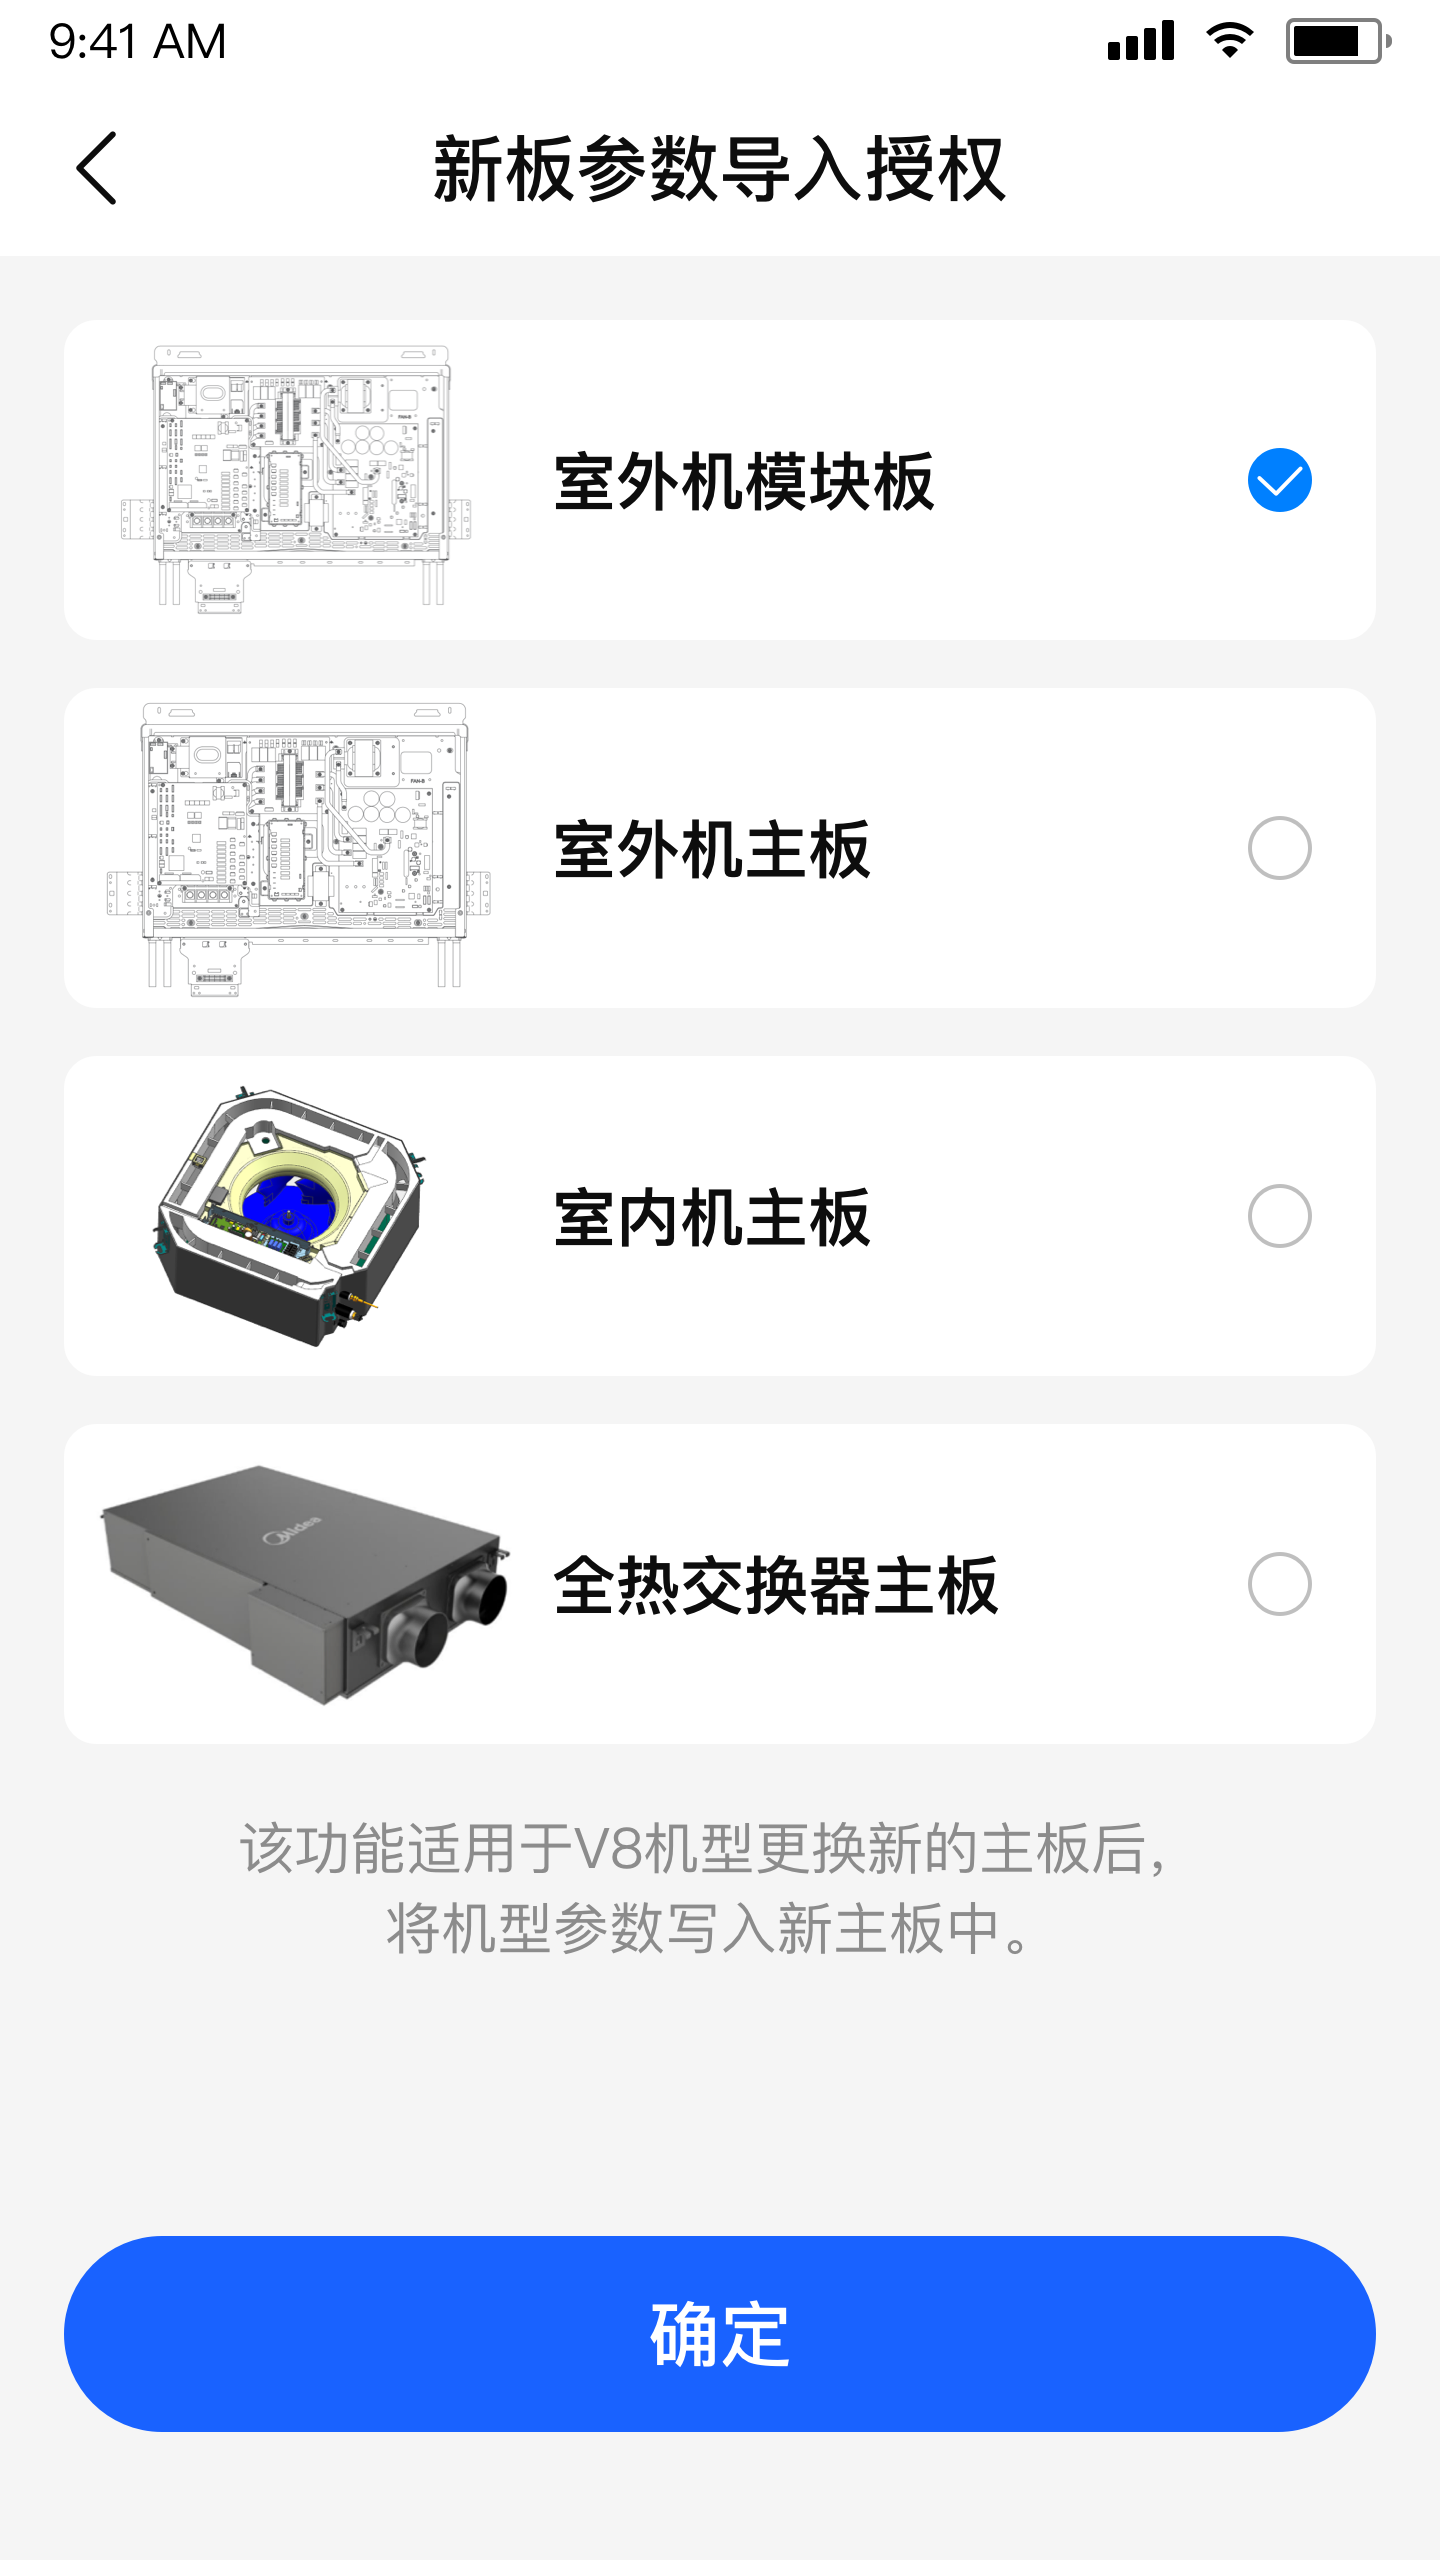 9:41 AM
新板参数导入授权
FAN-B
室外机模块板
FAN-B
室外机主板
室内机主板
Midea
全热交换器主板
该功能适用于V8机型更换新的主板后，
将机型参数写入新主板中。
确定